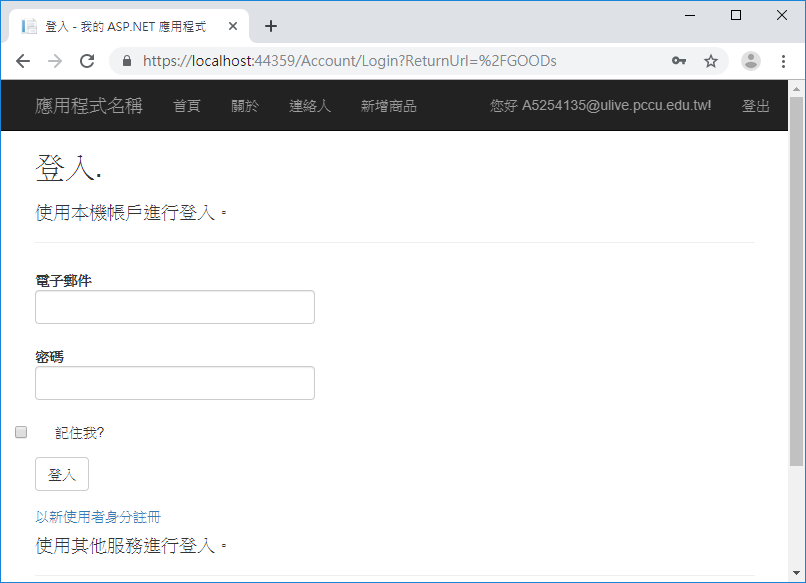 登入 - 我的 ASP.NET 應用程式
https://localhost:44359/Account/Login?ReturnUrl=%2FGOODs
應用程式名稱 首頁 關於 連絡人 新增商品 您好 A5254135@ulive.pccu.edu.tw! 登出
登入.
使用本機帳戶進行登入。
電子郵件
密碼
記住我?
登入
以新使用者身分註冊
使用其他服務進行登入。